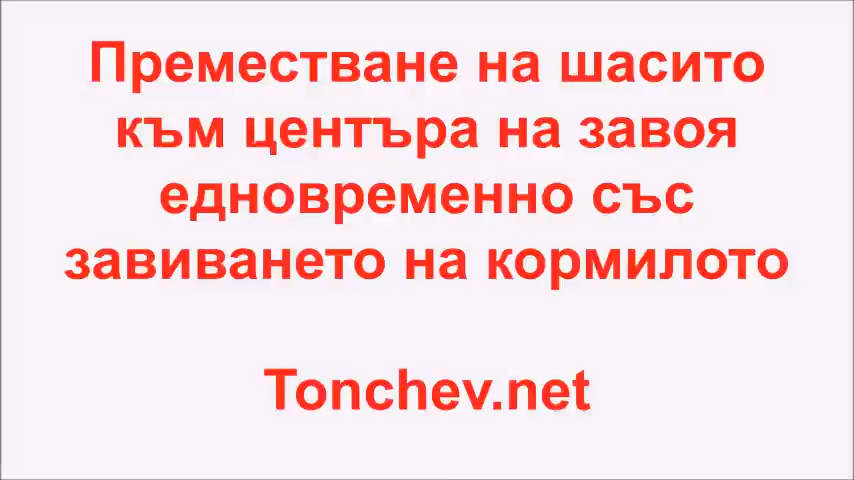 Преместване на шасито
към центъра на завоя
едновременно със
завиването на кормилото
Tonchev.net